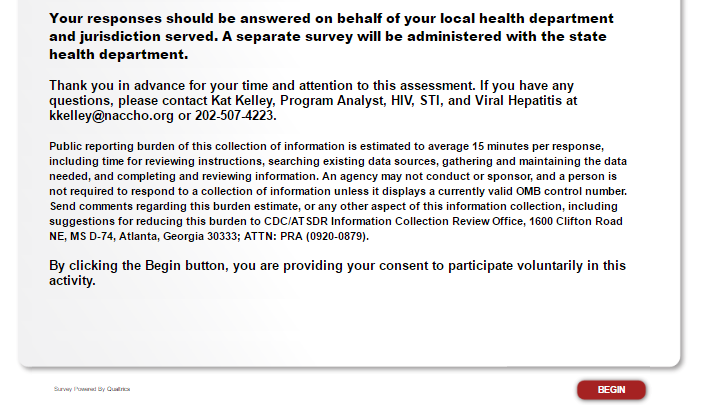 Your responses should be answered on behalf of your local health department
and jurisdiction served. A separate survey will be administered with the state
health department.
Thank you in advance for your time and attention to this assessment. If you have any
questions, please contact Kat Kelley, Program Analyst, HIV, STI, and Viral Hepatitis at
kkelley@naccho.org or 202-507-4223.
Public reporting burden of this collection of information is estimated to average 15 minutes per response,
including time for reviewing instructions, searching existing data sources, gathering and maintaining the data
needed, and completing and reviewing information. An agency may not conduct or sponsor, and a person is
not required to respond to a collection of information unless it displays a currently valid OMB control number.
Send comments regarding this burden estimate, or any other aspect of this information collection, including
suggestions for reducing this burden to CDC/ATSDR Information Collection Review Office, 1600 Clifton Road
NE, MS D-74, Atlanta, Georgia 30333; ATTN: PRA (0920-0879).
By clicking the Begin button, you are providing your consent to participate voluntarily in this
activity.
Survey Powered By Qualtrics
BEGIN